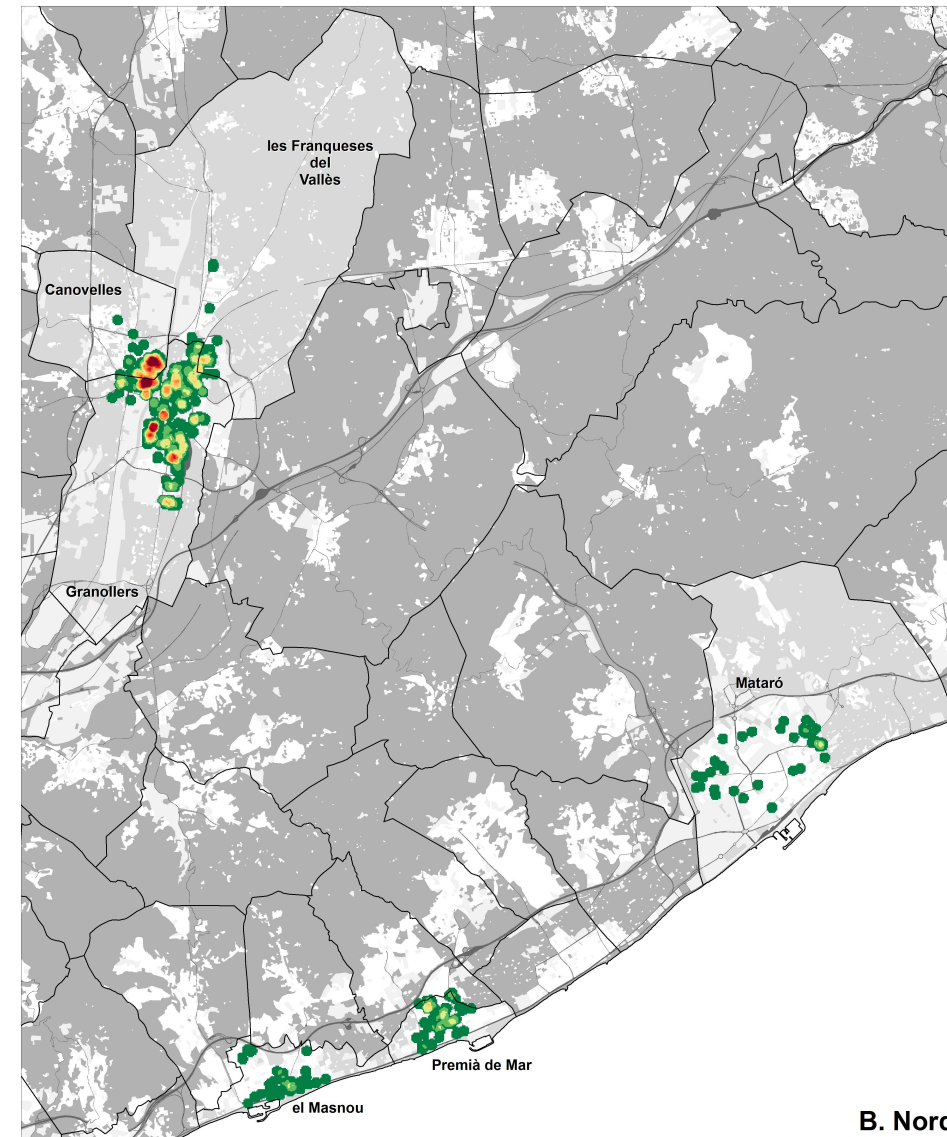 les Franqueses
del
Vallès
Canovelles
Granollers
Mataró
Premià de Mar
el Masnou
B. Nord